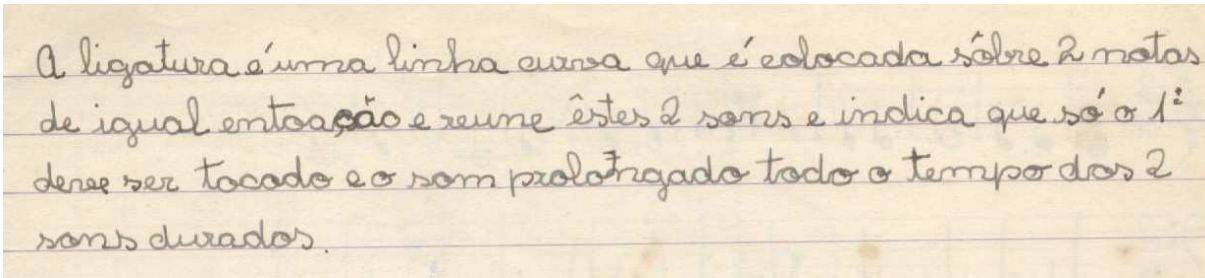 A ligatura é uma linha curva que é colocada sôbre 2 notas
de igual entoação e reune êstes 2 sons e indica que só o 1º
deve ser tocado e o som prolongado todo o tempo dos 2
sons durados.